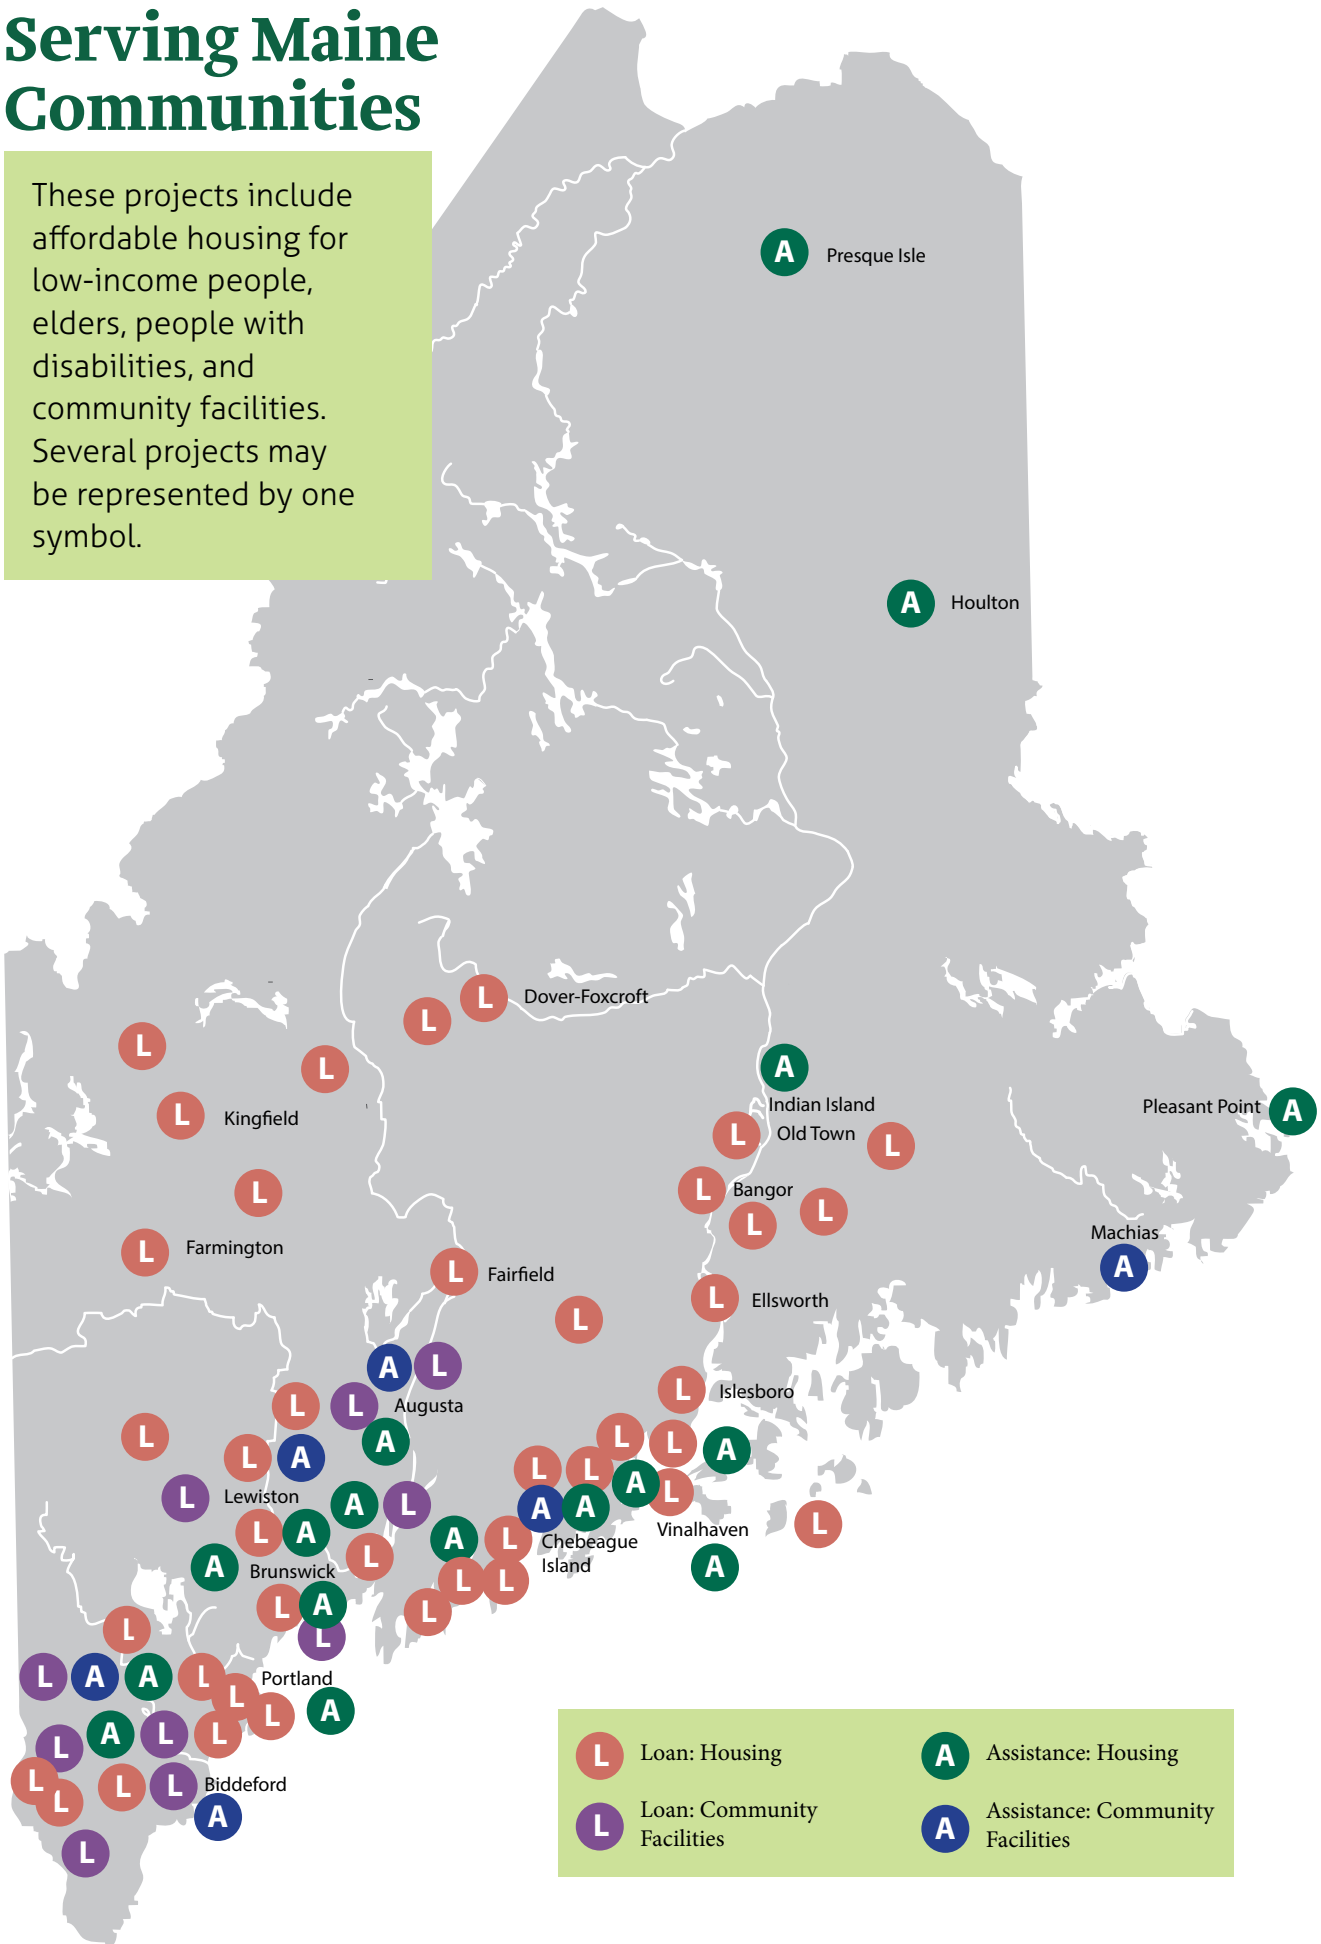 Serving Maine
Communities
These projects include
affordable housing for
low-income people,
elders, people with
disabilities, and
community facilities.
Several projects may
be represented by one
symbol.
A Presque Isle
A Houlton
L
L Dover-Foxcroft
L
L
L Kingfield
A
Indian Island
L Old Town
L
Pleasant Point A
L Bangor
L
L
L
L Farmington
Machias
A
L Fairfield
L Ellsworth
L
A L
L L Augusta
L Islesboro
L
A
L A
L L A
L L A L
L Lewiston
A L
A A
L A
A L
Chebeague
Island
Vinalhaven
L
A
A Brunswick
L
L L
L A
L
L
L
L A A L
Portland
L
L A
L A L L
L
L
L L Biddeford
A
L
L Loan: Housing
A Assistance: Housing
L Loan: Community
Facilities
A Assistance: Community
Facilities